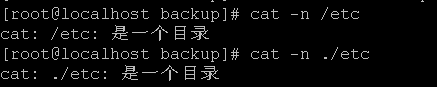 [root@localhost backup]# cat -n /etc
cat: /etc: 是一个目录
[root@localhost backup]# cat -n ./etc
cat: ./etc: 是一个目录